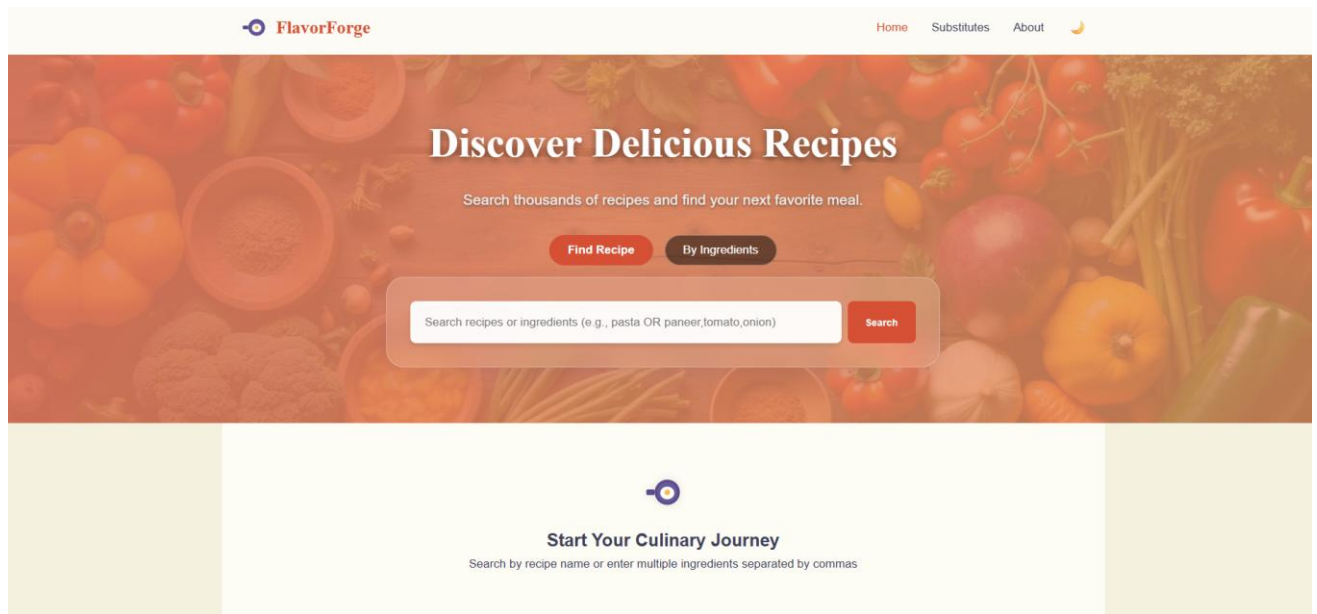 FlavorForge
Home Substitutes About
Discover Delicious Recipes
Search thousands of recipes and find your next favorite meal.
Find Recipe By Ingredients
Search recipes or ingredients (e.g., pasta OR paneer,tomato,onion) Search
Start Your Culinary Journey
Search by recipe name or enter multiple ingredients separated by commas